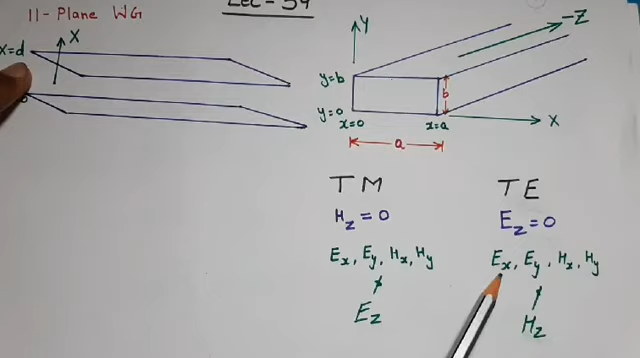 Lec-39
11-Plane WG
x=d
X
Y
-Z
y=b
b
y=0
x=0
x=a
X
a
TM
TE
Hz=0
Ez=0
Ex, Ey, Hx, Hy
Ex, Ey, Hx, Hy
Ez
Hz